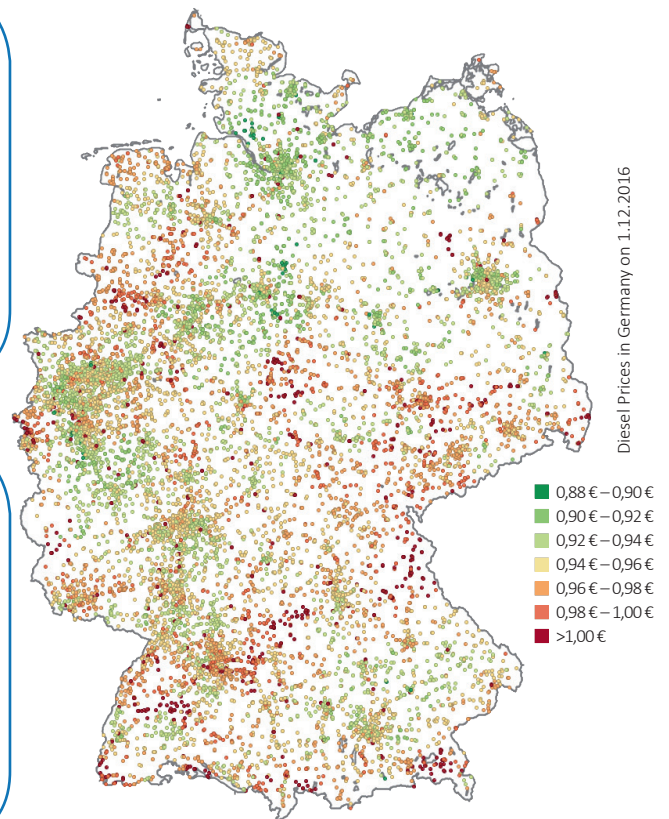 Diesel Prices in Germany on 1.12.2016
0,88 € – 0,90 €
0,90 € – 0,92 €
0,92 € – 0,94 €
0,94 € – 0,96 €
0,96 € – 0,98 €
0,98 € – 1,00 €
>1,00 €